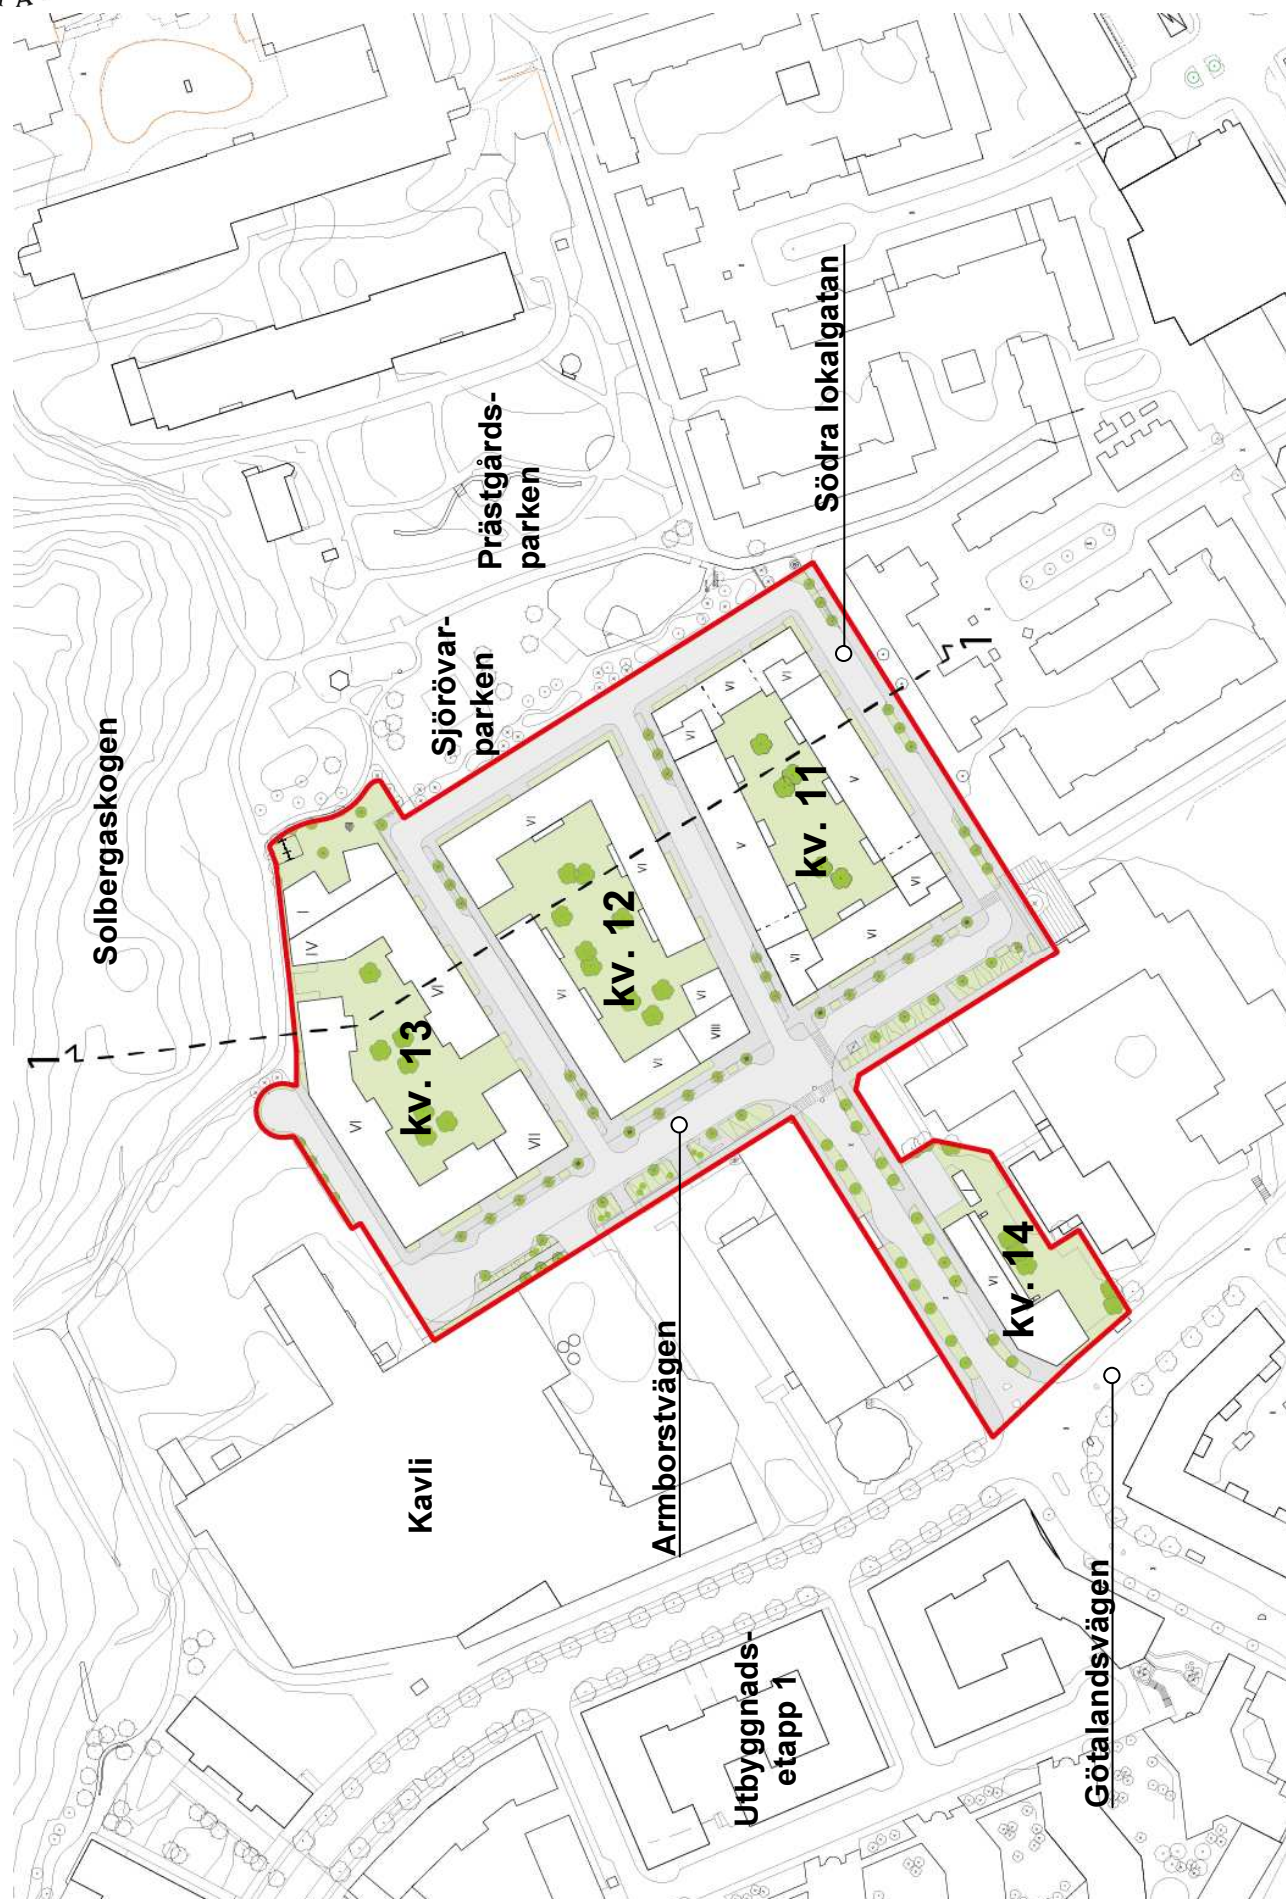 Solbergaskogen
Prästgårds-
parken
Sjörövar-
parken
Södra lokalgatan
1
1
kv. 13
I
IV
VI
VI
VII
kv. 12
VI
VI
VI
VI
VI
VIII
kv. 11
VI
VI
VI
V
V
VI
VI
VI
kv. 14
VI
Kavli
Armborstvägen
Utbyggnads-
etapp 1
Götalandsvägen